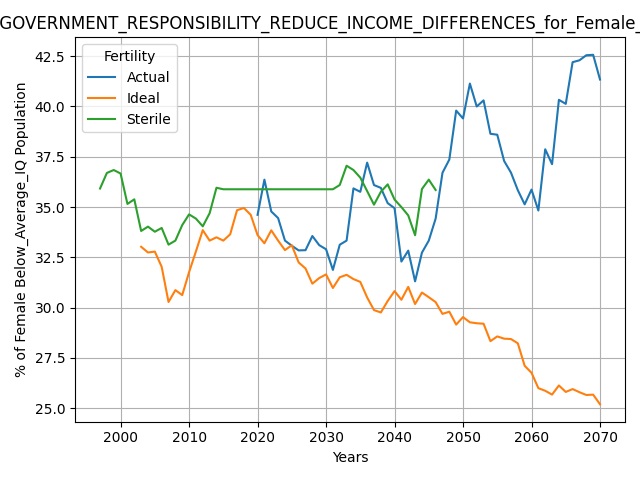 GOVERNMENT_RESPONSIBILITY_REDUCE_INCOME_DIFFERENCES_for_Female_
Fertility
Actual
Ideal
Sterile
% of Female Below_Average_IQ Population
42.5
40.0
37.5
35.0
32.5
30.0
27.5
25.0
2000 2010 2020 2030 2040 2050 2060 2070
Years